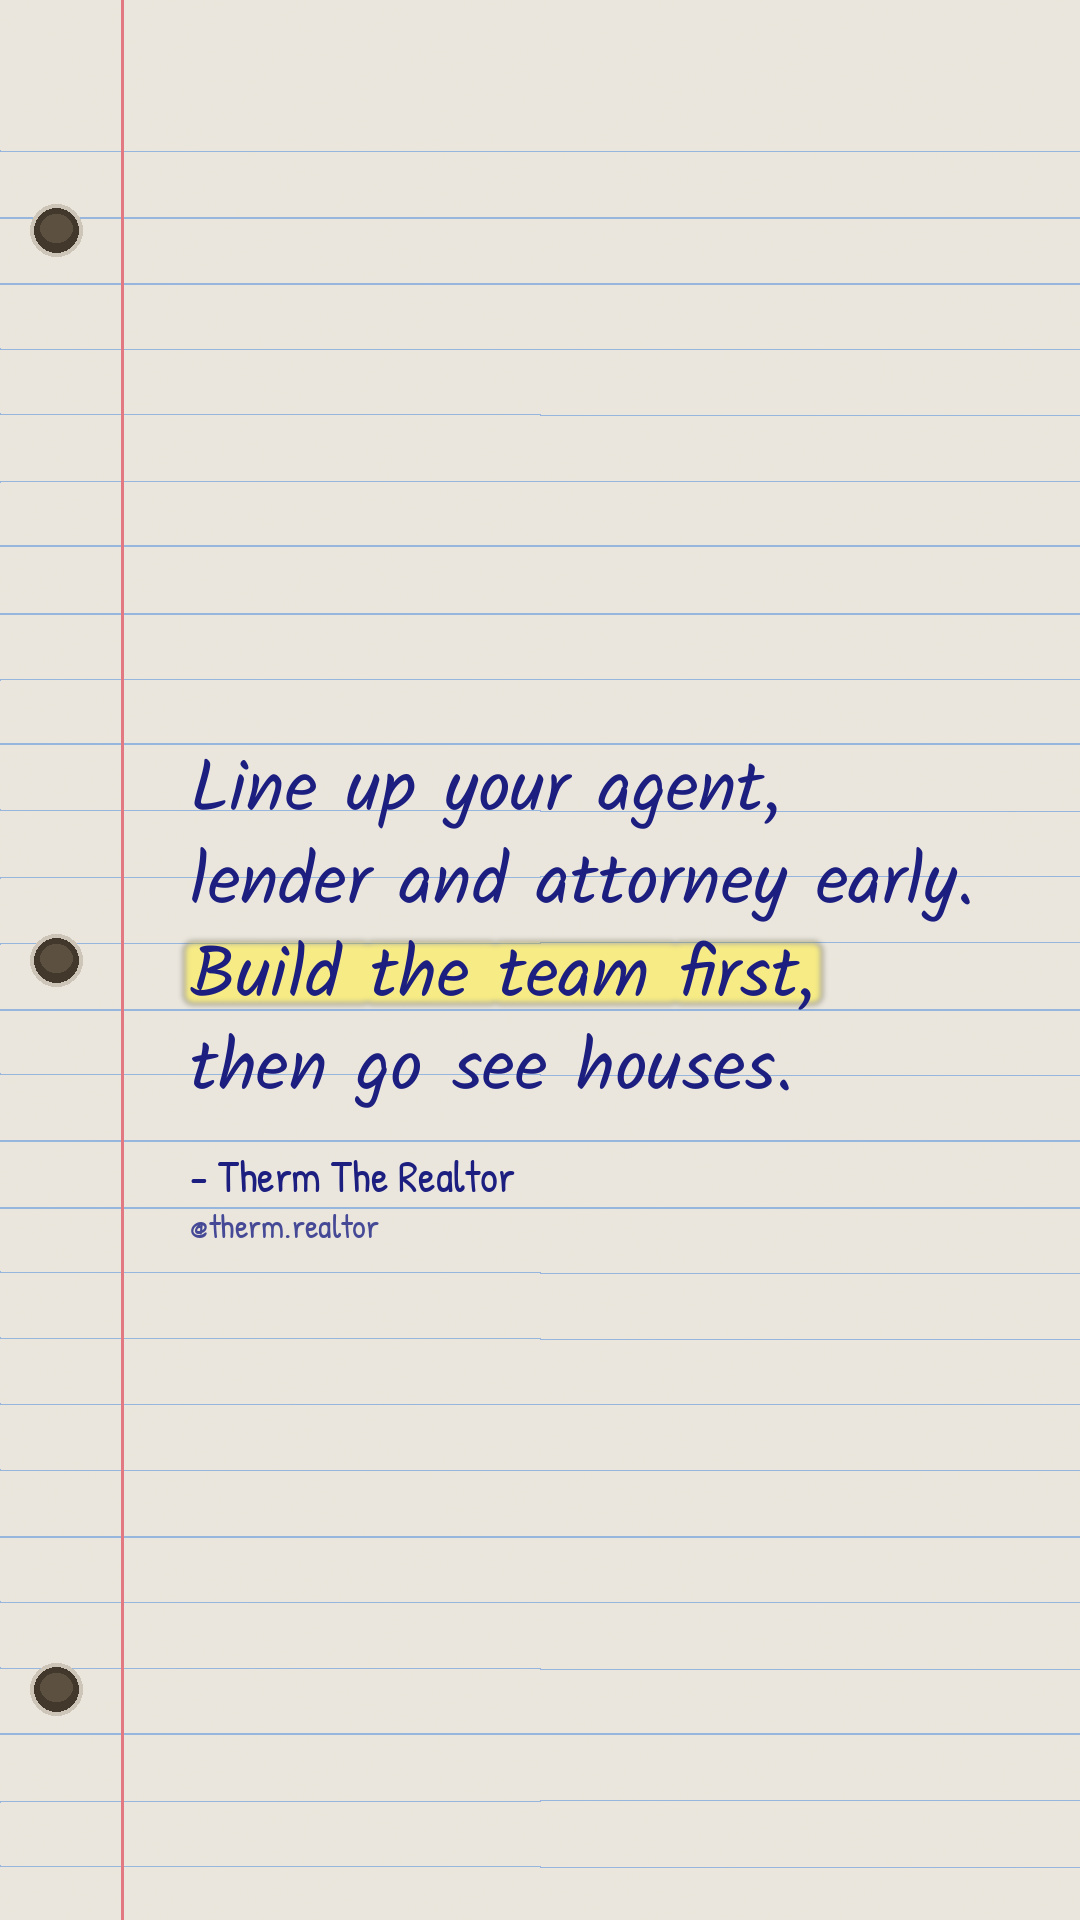 Line up your agent,
lender and attorney early.
Build the team first,
then go see houses.
- Therm The Realtor
@therm.realtor